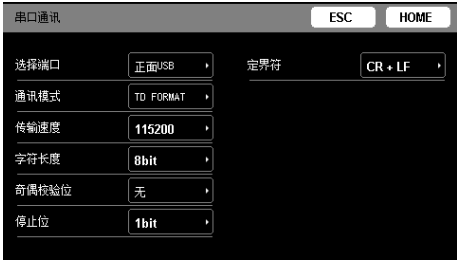 串口通讯 ESC HOME
选择端口 正面USB 定界符 CR + LF
通讯模式 TD FORMAT
传输速度 115200
字符长度 8bit
奇偶校验位 无
停止位 1bit